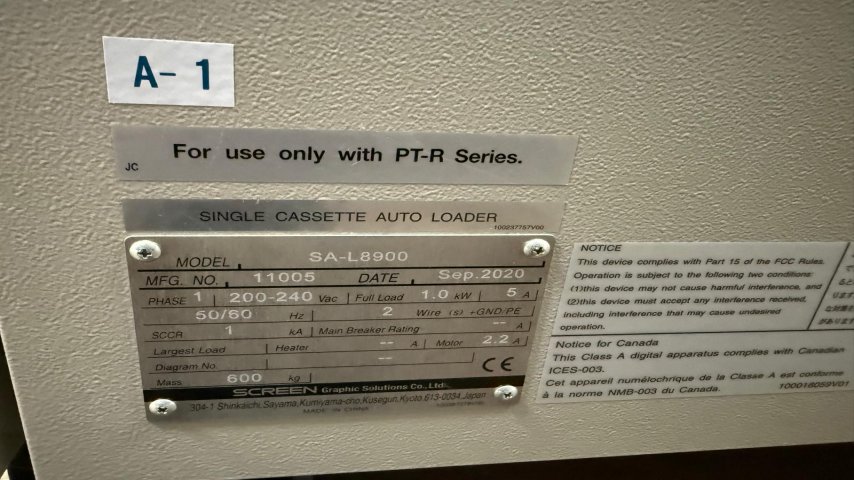 A-1
For use only with PT-R Series.
JC
SINGLE CASSETTE AUTO LOADER
100237757V00
MODEL SA-L8900
MFG. NO. 11005 DATE Sep.2020
PHASE 1 200-240 Vac Full Load 1.0 kW 5 A
50/60 Hz 2 Wire (s) +GND/PE
SCCR 1 kA Main Breaker Rating -- A
Largest Load Heater -- A Motor 2.2 A
Diagram No. --
Mass 600 kg CE
SCREEN Graphic Solutions Co., Ltd.
304-1 Shinkaichi,Sayama,Kumiyama-cho,Kusegun,Kyoto 613-0034,Japan
MADE IN CHINA
NOTICE
This device complies with Part 15 of the FCC Rules.
Operation is subject to the following two conditions:
(1)this device may not cause harmful interference, and
(2)this device must accept any interference received,
including interference that may cause undesired
operation.
Notice for Canada
This Class A digital apparatus complies with Canadian
ICES-003.
Cet appareil numélochrique de la Classe A est conforme
à la norme NMB-003 du Canada.
100018059V01